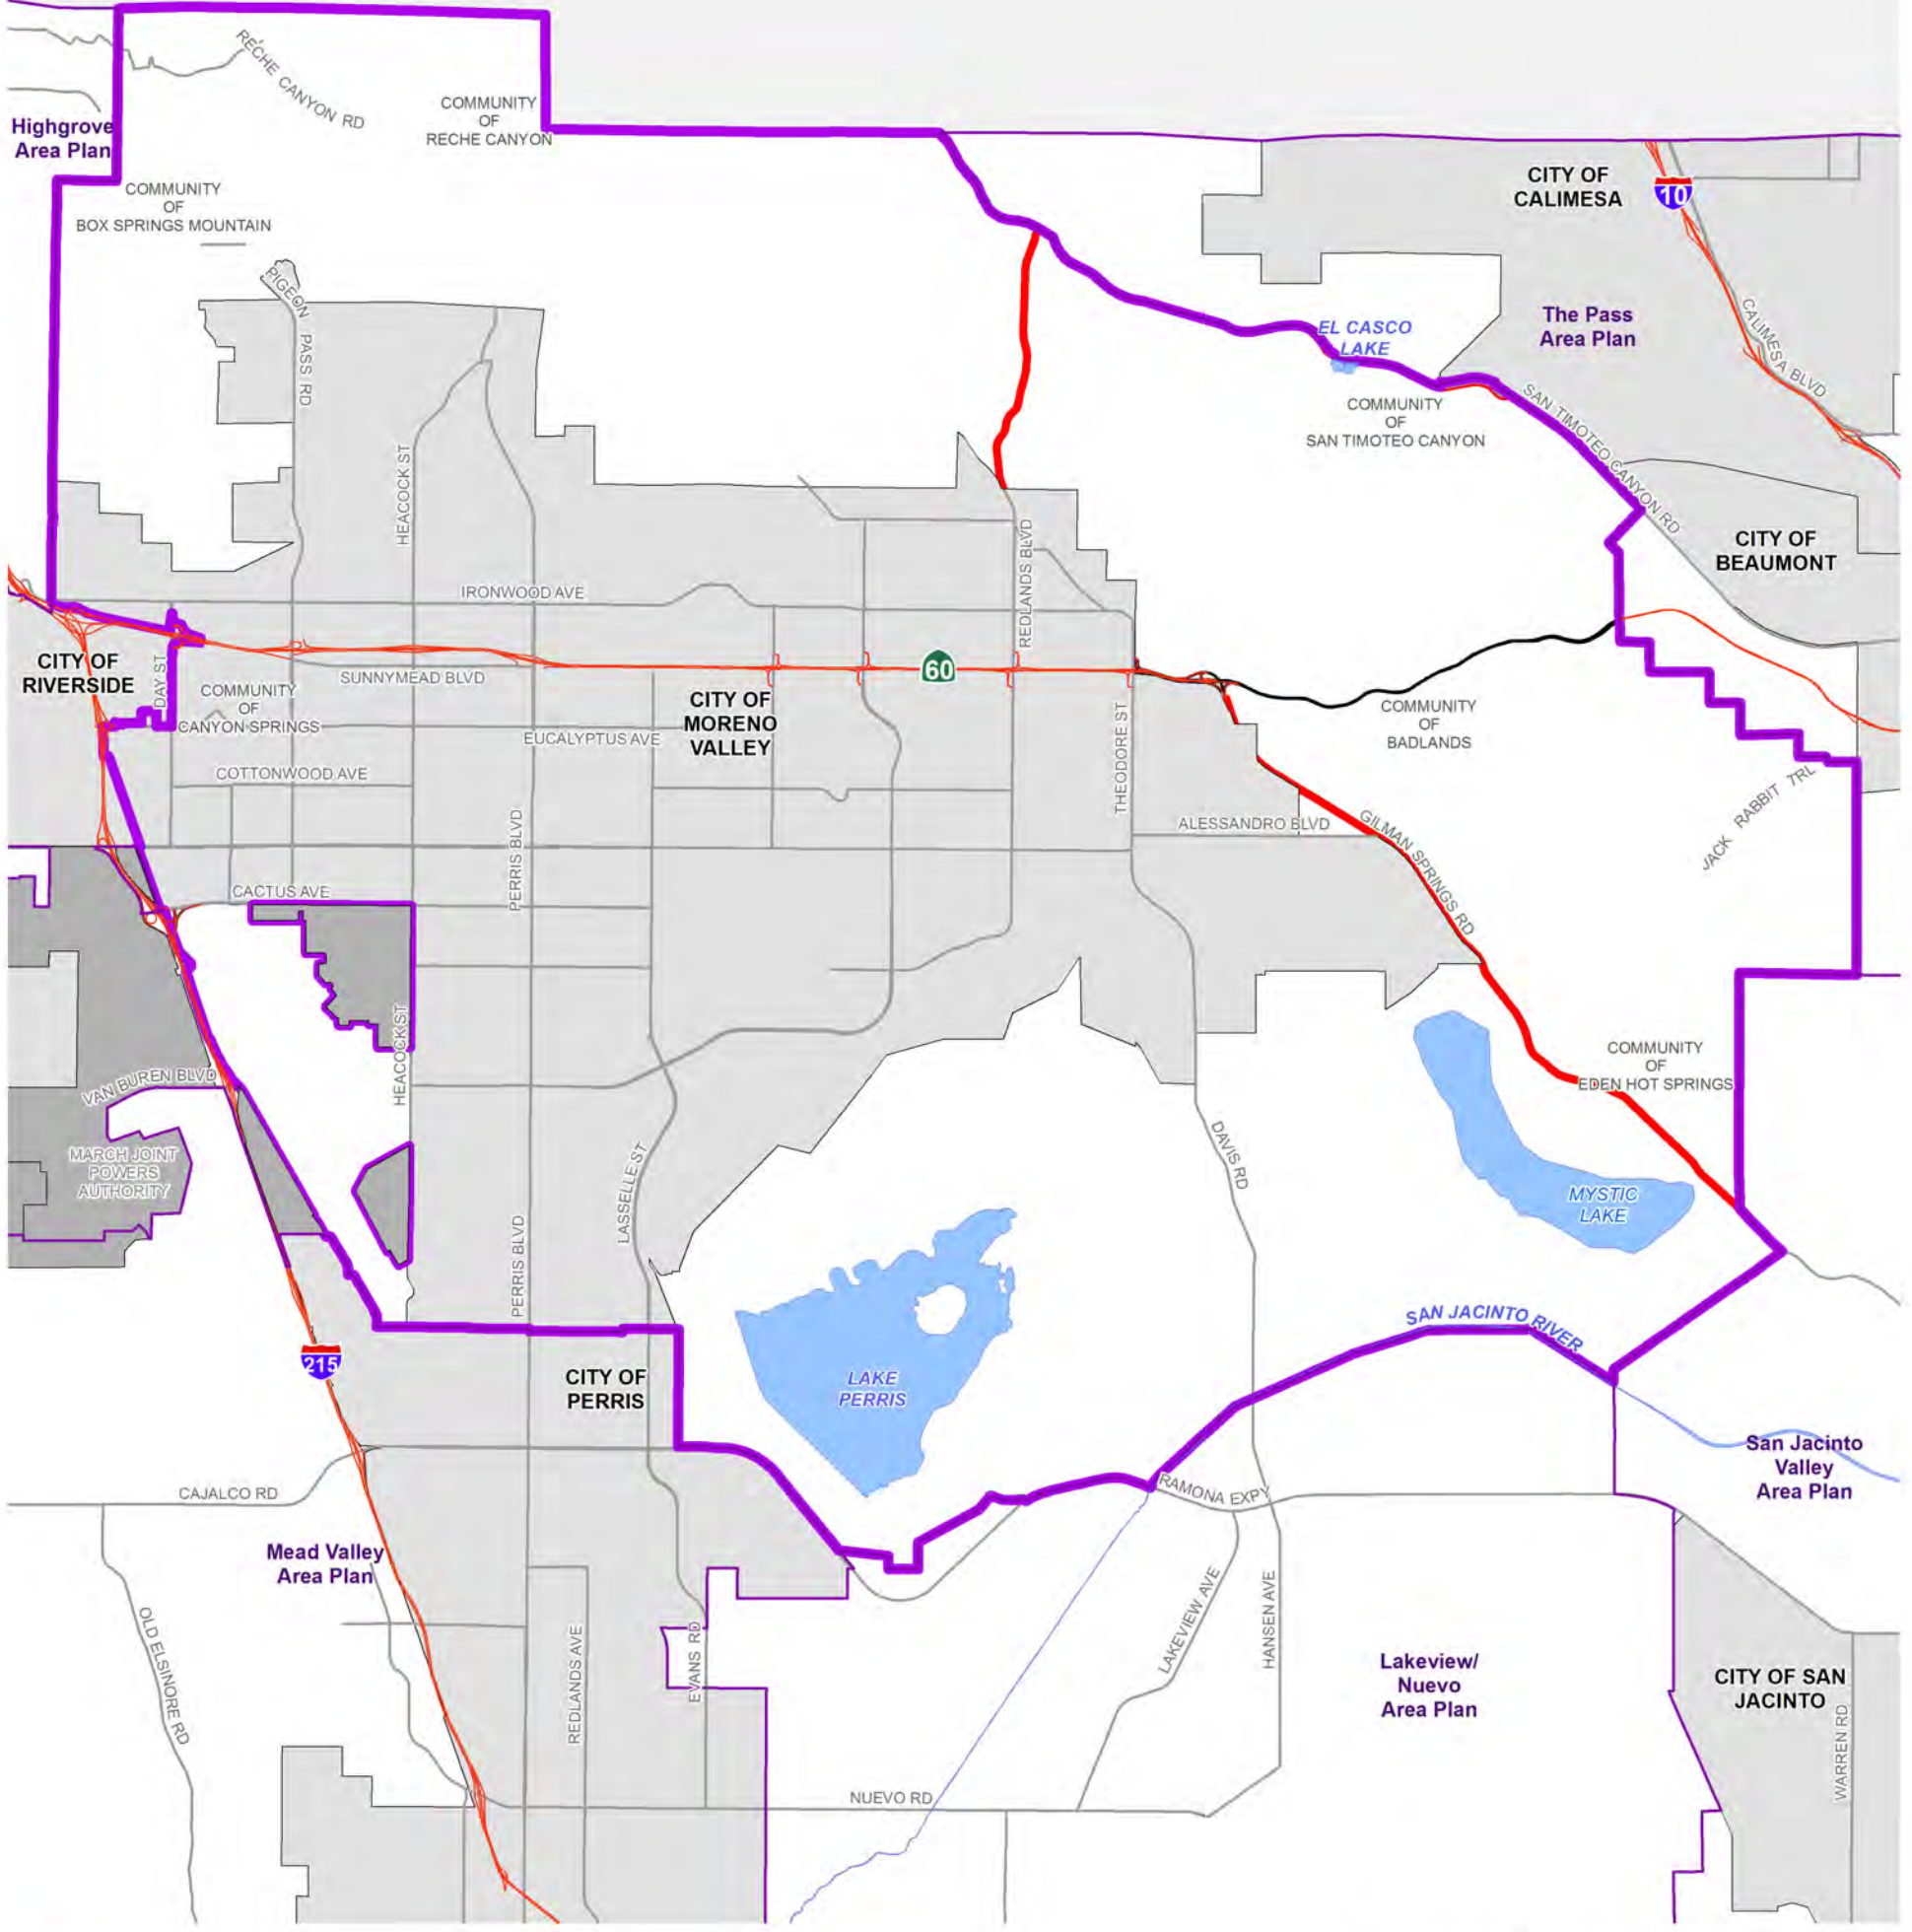 RECHE CANYON RD
COMMUNITY
OF
RECHE CANYON
Highgrove
Area Plan
COMMUNITY
OF
BOX SPRINGS MOUNTAIN
CITY OF
CALIMESA
10
PIGEON PASS RD
The Pass
Area Plan
CALIMESA BLVD
EL CASCO
LAKE
COMMUNITY
OF
SAN TIMOTEO CANYON
SAN TIMOTEO CANYON RD
HEACOCK ST
REDLANDS BLVD
CITY OF
BEAUMONT
IRONWOOD AVE
CITY OF
RIVERSIDE
DAY ST
SUNNYMEAD BLVD
60
COMMUNITY
OF
CANYON SPRINGS
CITY OF
MORENO
VALLEY
EUCALYPTUS AVE
THEODORE ST
COMMUNITY
OF
BADLANDS
COTTONWOOD AVE
JACK RABBIT TRL
PERRIS BLVD
ALESSANDRO BLVD
GILMAN SPRINGS RD
CACTUS AVE
HEACOCK ST
COMMUNITY
OF
EDEN HOT SPRINGS
VAN BUREN BLVD
MARCH JOINT
POWERS
AUTHORITY
LASSELLE ST
DAVIS RD
MYSTIC
LAKE
PERRIS BLVD
SAN JACINTO RIVER
215
CITY OF
PERRIS
LAKE
PERRIS
San Jacinto
Valley
Area Plan
CAJALCO RD
RAMONA EXPY
Mead Valley
Area Plan
OLD ELSINORE RD
REDLANDS AVE
EVANS RD
LAKEVIEW AVE
HANSEN AVE
Lakeview/
Nuevo
Area Plan
CITY OF SAN
JACINTO
WARREN RD
NUEVO RD